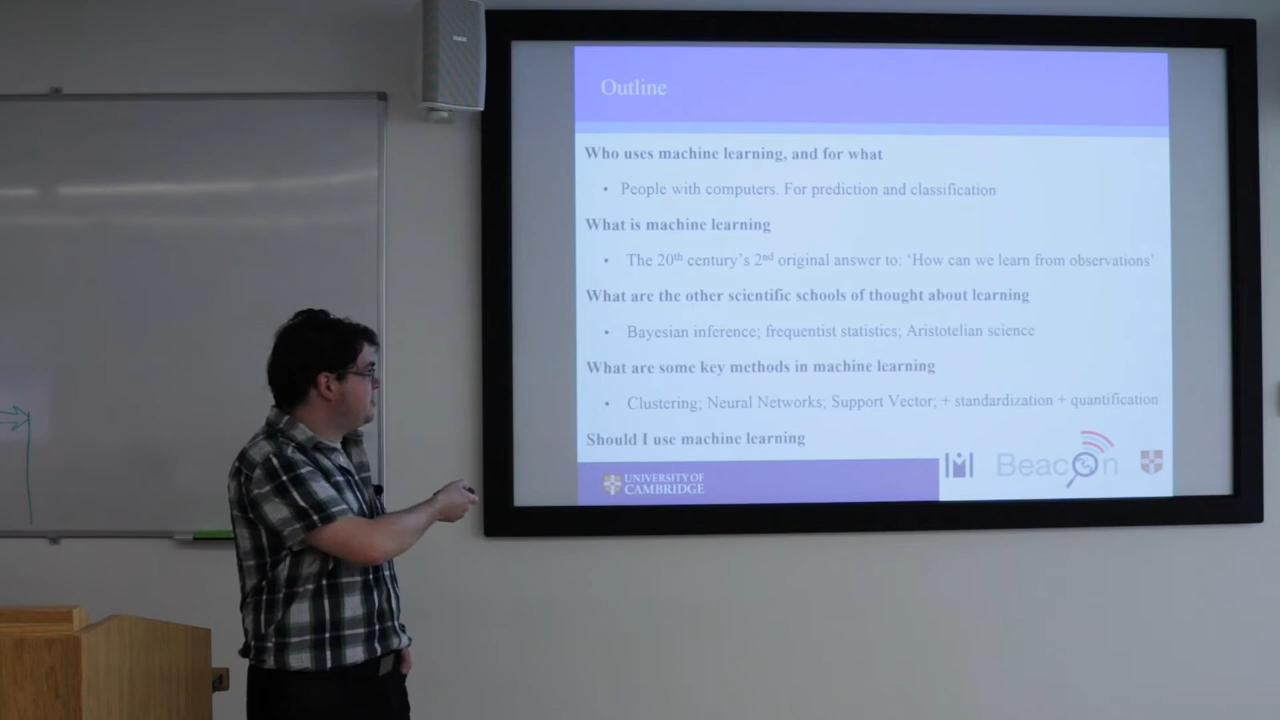 Outline
Who uses machine learning, and for what
• People with computers. For prediction and classification
What is machine learning
• The 20th century's 2nd original answer to: 'How can we learn from observations'
What are the other scientific schools of thought about learning
• Bayesian inference; frequentist statistics; Aristotelian science
What are some key methods in machine learning
• Clustering; Neural Networks; Support Vector; + standardization + quantification
Should I use machine learning
UNIVERSITY OF
CAMBRIDGE
Beacon